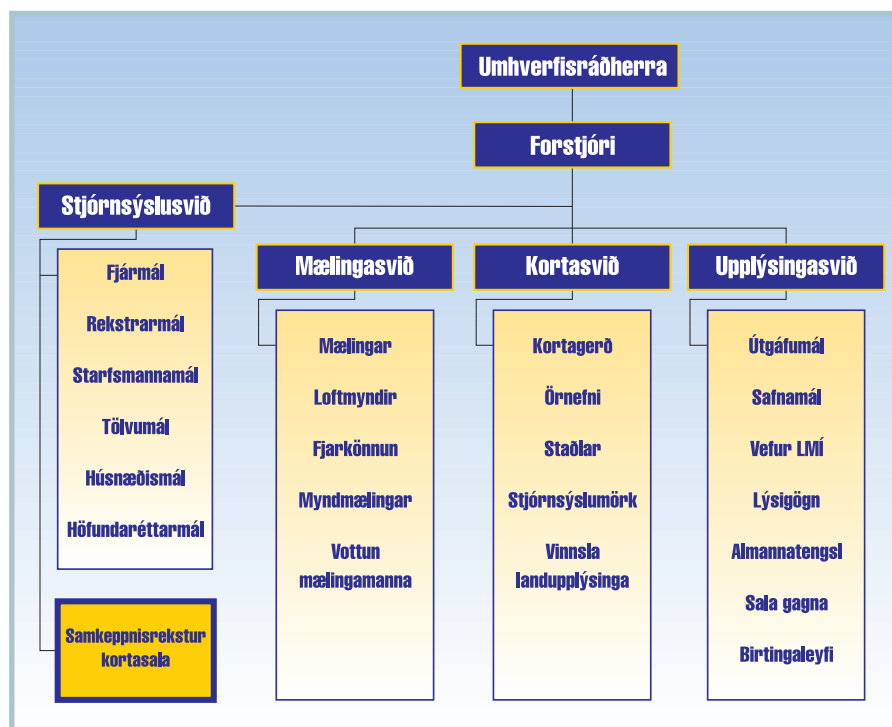 Umhverfisráðherra
Forstjóri
Stjórnsýslusvið
Fjármál
Rekstrarmál
Starfsmannamál
Tölvumál
Húsnæðismál
Höfundaréttarmál
Samkeppnisrekstur
kortasala
Mælingasvið
Mælingar
Loftmyndir
Fjarkönnun
Myndmælingar
Vottun
mælingamanna
Kortasvið
Kortagerð
Örnefni
Staðlar
Stjórnsýslumörk
Vinnsla
landupplýsinga
Upplýsingasvið
Útgáfumál
Safnamál
Vefur LMÍ
Lýsigögn
Almannatengsl
Sala gagna
Birtingaleyfi